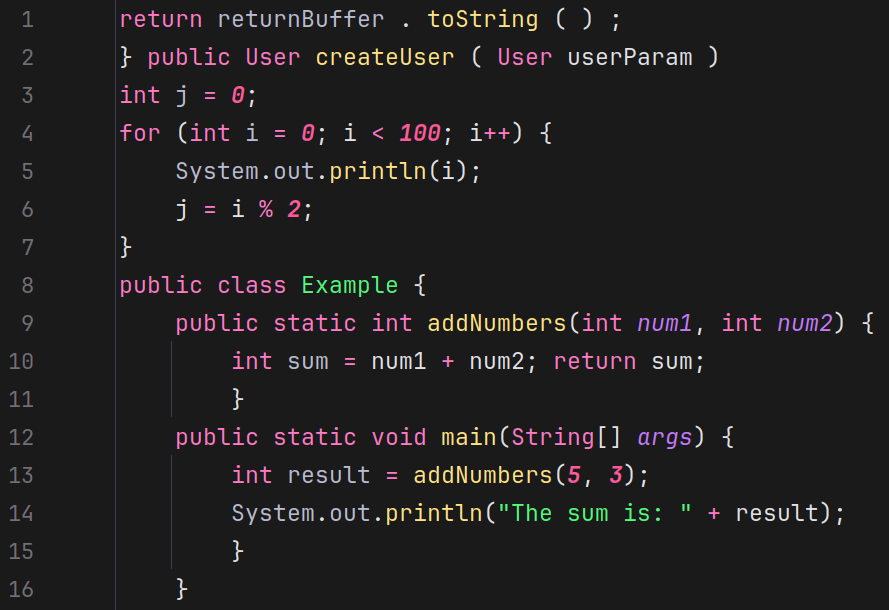 1 return returnBuffer . toString ( ) ;
2 } public User createUser ( User userParam )
3 int j = 0;
4 for (int i = 0; i < 100; i++) {
5     System.out.println(i);
6     j = i % 2;
7 }
8 public class Example {
9     public static int addNumbers(int num1, int num2) {
10         int sum = num1 + num2; return sum;
11         }
12     public static void main(String[] args) {
13         int result = addNumbers(5, 3);
14         System.out.println("The sum is: " + result);
15         }
16     }